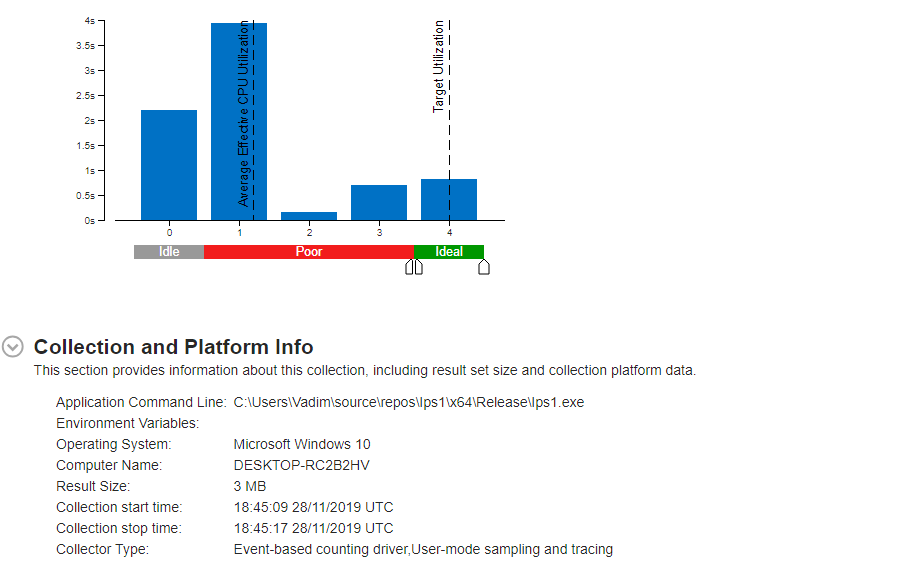 4s
3.5s
3s
2.5s
2s
1.5s
1s
0.5s
0s
Average Effective CPU Utilization
Target Utilization
0 1 2 3 4
Idle Poor Ideal
Collection and Platform Info
This section provides information about this collection, including result set size and collection platform data.
Application Command Line: C:\Users\Vadim\source\repos\lps1\x64\Release\lps1.exe
Environment Variables:
Operating System: Microsoft Windows 10
Computer Name: DESKTOP-RC2B2HV
Result Size: 3 MB
Collection start time: 18:45:09 28/11/2019 UTC
Collection stop time: 18:45:17 28/11/2019 UTC
Collector Type: Event-based counting driver,User-mode sampling and tracing